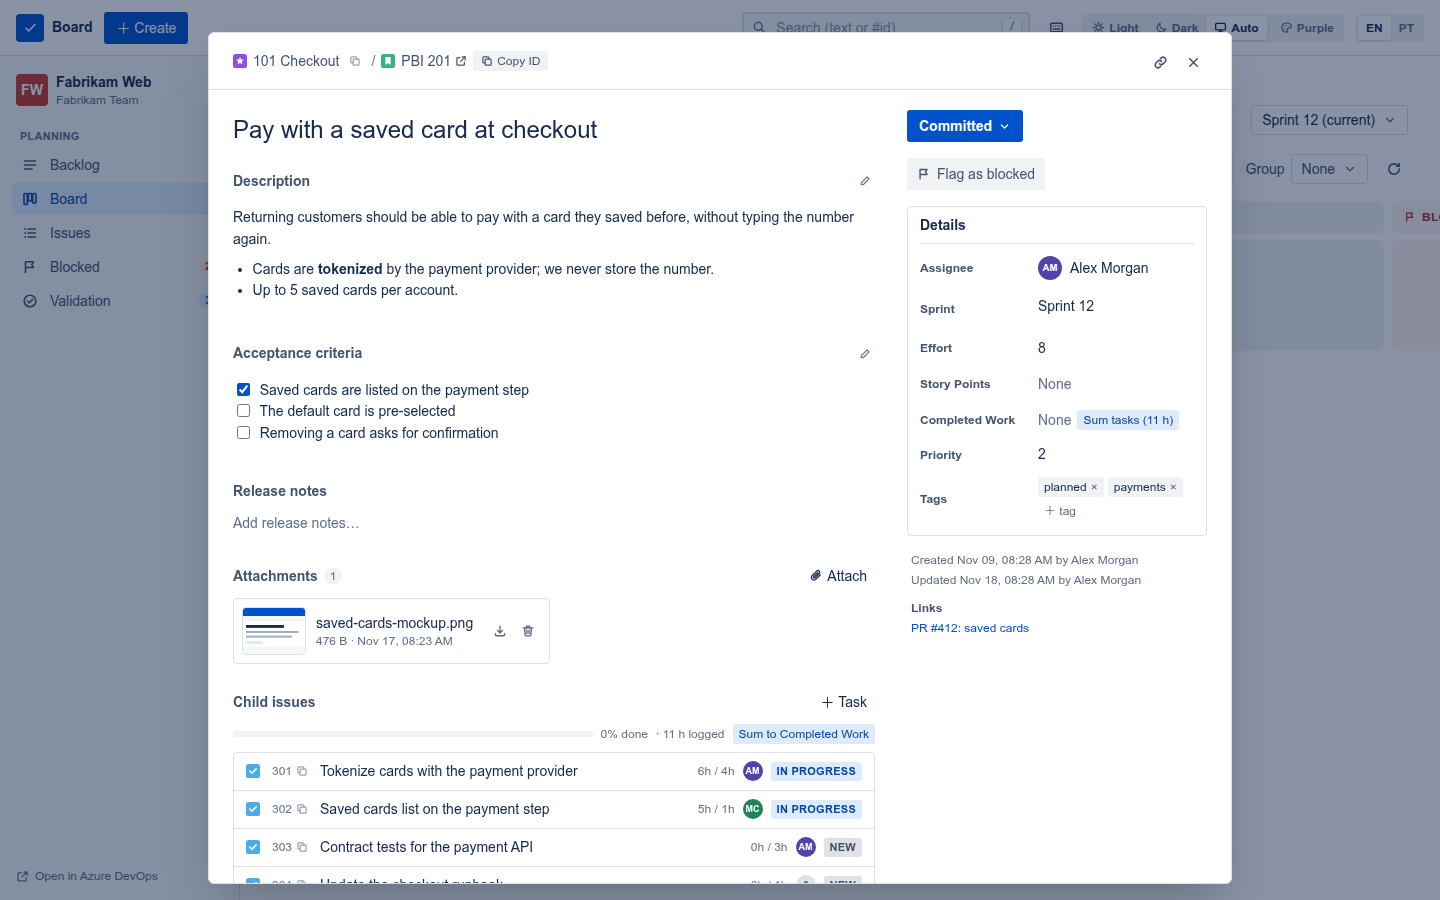 Board
Create
Search (text or #id)
/
Light
Dark
Auto
Purple
EN
PT
FW
Fabrikam Web
Fabrikam Team
PLANNING
Backlog
Board
Issues
Blocked
Validation
Open in Azure DevOps
Sprint 12 (current)
Group
None
101 Checkout
/
PBI 201
Copy ID
Pay with a saved card at checkout
Description
Returning customers should be able to pay with a card they saved before, without typing the number
again.
• Cards are tokenized by the payment provider; we never store the number.
• Up to 5 saved cards per account.
Acceptance criteria
Saved cards are listed on the payment step
The default card is pre-selected
Removing a card asks for confirmation
Release notes
Add release notes…
Attachments 1
Attach
saved-cards-mockup.png
476 B · Nov 17, 08:23 AM
Child issues
Task
0% done · 11 h logged
Sum to Completed Work
301 Tokenize cards with the payment provider 6h / 4h AM IN PROGRESS
302 Saved cards list on the payment step 5h / 1h MC IN PROGRESS
303 Contract tests for the payment API 0h / 3h AM NEW
Committed
Flag as blocked
Details
Assignee AM Alex Morgan
Sprint Sprint 12
Effort 8
Story Points None
Completed Work None Sum tasks (11 h)
Priority 2
Tags planned × payments ×
+ tag
Created Nov 09, 08:28 AM by Alex Morgan
Updated Nov 18, 08:28 AM by Alex Morgan
Links
PR #412: saved cards